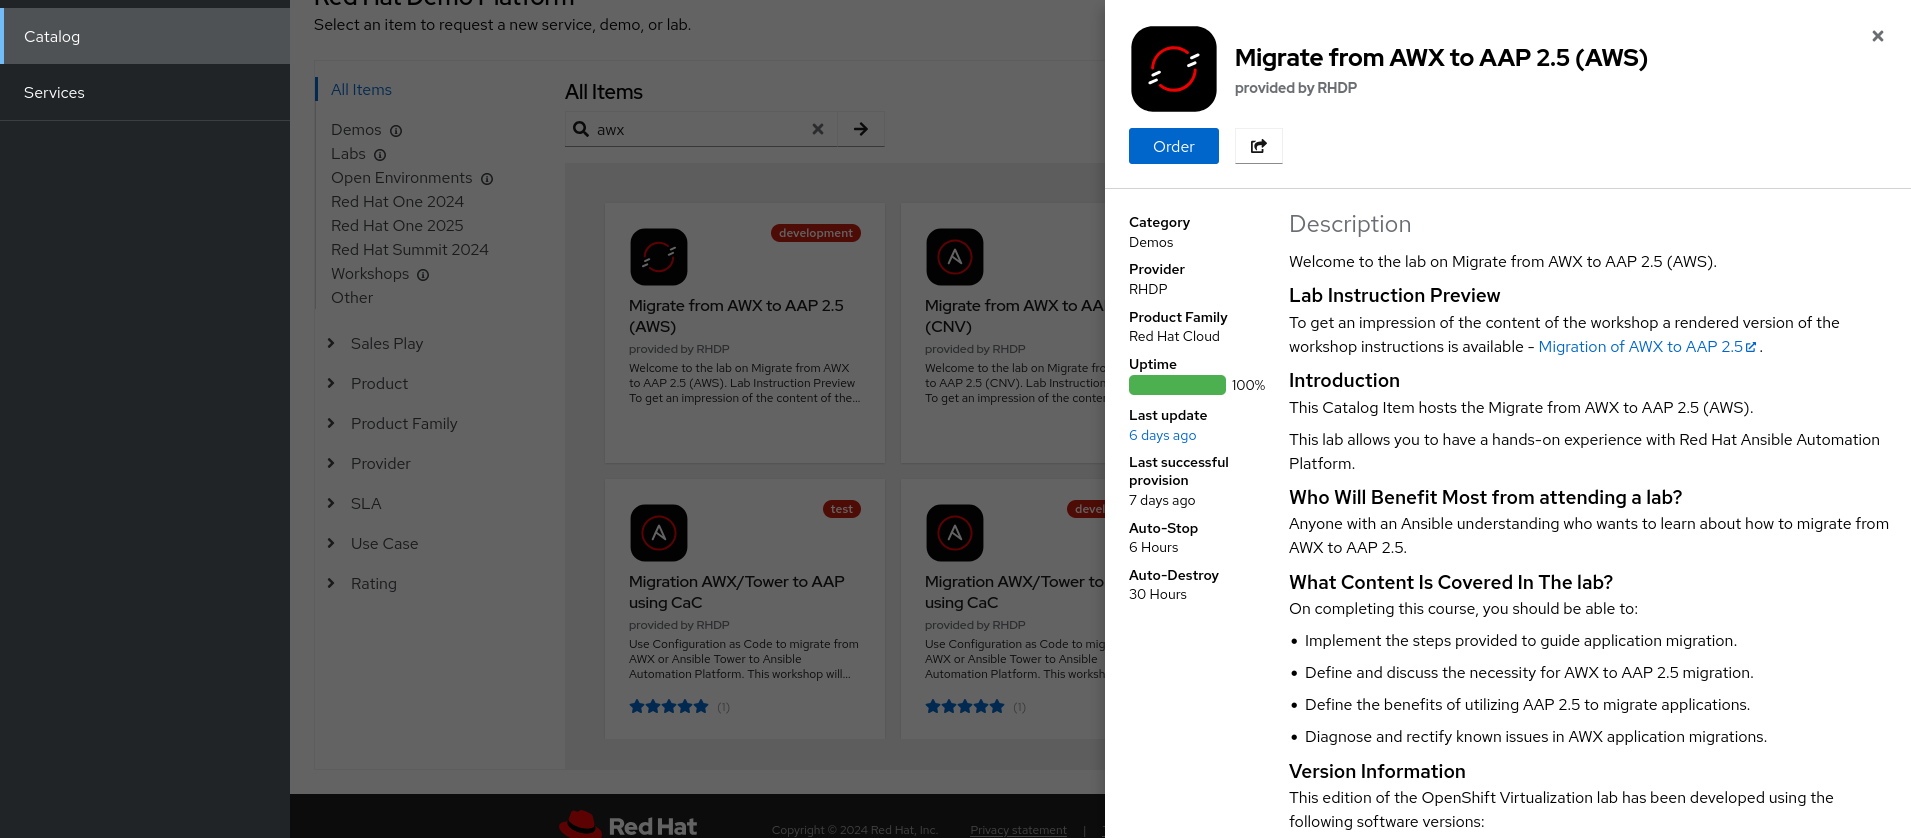 Catalog
Services
Red Hat Demo Platform
Select an item to request a new service, demo, or lab.
All Items
Demos
Labs
Open Environments
Red Hat One 2024
Red Hat One 2025
Red Hat Summit 2024
Workshops
Other
Sales Play
Product
Product Family
Provider
SLA
Use Case
Rating
All Items
awx
development
Migrate from AWX to AAP 2.5
(AWS)
provided by RHDP
Welcome to the lab on Migrate from AWX
to AAP 2.5 (AWS). Lab Instruction Preview
To get an impression of the content of the...
Migrate from AWX to AA
(CNV)
provided by RHDP
Welcome to the lab on Migrate fro
to AAP 2.5 (CNV). Lab Instruction
To get an impression of the conte
test
Migration AWX/Tower to AAP
using CaC
provided by RHDP
Use Configuration as Code to migrate from
AWX or Ansible Tower to Ansible
Automation Platform. This workshop will...
(1)
devel
Migration AWX/Tower to
using CaC
provided by RHDP
Use Configuration as Code to mig
AWX or Ansible Tower to Ansible
Automation Platform. This worksh
(1)
Red Hat
Copyright © 2024 Red Hat, Inc.
Privacy statement
|
Migrate from AWX to AAP 2.5 (AWS)
provided by RHDP
Order
Category
Demos
Provider
RHDP
Product Family
Red Hat Cloud
Uptime
100%
Last update
6 days ago
Last successful
provision
7 days ago
Auto-Stop
6 Hours
Auto-Destroy
30 Hours
Description
Welcome to the lab on Migrate from AWX to AAP 2.5 (AWS).
Lab Instruction Preview
To get an impression of the content of the workshop a rendered version of the
workshop instructions is available - Migration of AWX to AAP 2.5 .
Introduction
This Catalog Item hosts the Migrate from AWX to AAP 2.5 (AWS).
This lab allows you to have a hands-on experience with Red Hat Ansible Automation
Platform.
Who Will Benefit Most from attending a lab?
Anyone with an Ansible understanding who wants to learn about how to migrate from
AWX to AAP 2.5.
What Content Is Covered In The lab?
On completing this course, you should be able to:
• Implement the steps provided to guide application migration.
• Define and discuss the necessity for AWX to AAP 2.5 migration.
• Define the benefits of utilizing AAP 2.5 to migrate applications.
• Diagnose and rectify known issues in AWX application migrations.
Version Information
This edition of the OpenShift Virtualization lab has been developed using the
following software versions: